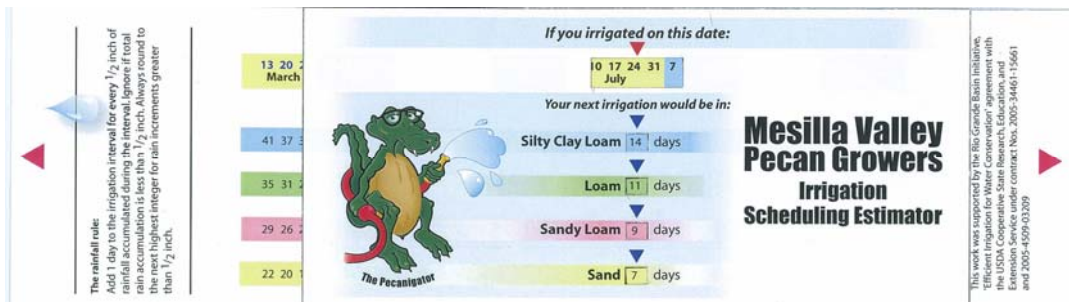 The rainfall rule:
Add 1 day to the irrigation interval for every 1/2 inch of
rainfall accumulated during the interval. Ignore if total
rain accumulation is less than 1/2 inch. Always round to
the next highest integer for rain increments greater
than 1/2 inch.
13 20
March
41 37
35 31
29 26
22 20
If you irrigated on this date:
10 17 24 31 7
July
Your next irrigation would be in:
Silty Clay Loam 14 days
Loam 11 days
Sandy Loam 9 days
Sand 7 days
The Pecanigator
Mesilla Valley
Pecan Growers
Irrigation
Scheduling Estimator
This work was supported by the Rio Grande Basin Initiative,
'Efficient Irrigation for Water Conservation' agreement with
the USDA Cooperative State Research, Education, and
Extension Service under contract Nos. 2005-34461-15661
and 2005-4509-03209